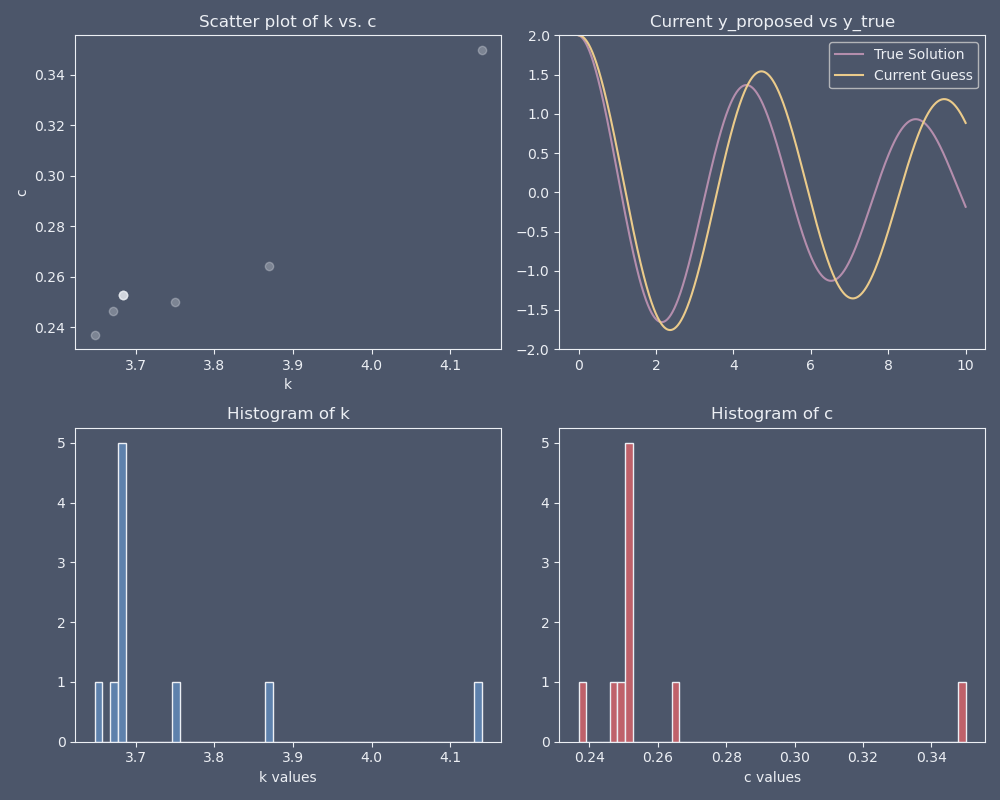 Scatter plot of k vs. c
0.34
0.32
0.30
0.28
0.26
0.24
c
3.7 3.8 3.9 4.0 4.1
k
Current y_proposed vs y_true
True Solution
Current Guess
2.0
1.5
1.0
0.5
0.0
−0.5
−1.0
−1.5
−2.0
0 2 4 6 8 10
Histogram of k
5
4
3
2
1
0
3.7 3.8 3.9 4.0 4.1
k values
Histogram of c
5
4
3
2
1
0
0.24 0.26 0.28 0.30 0.32 0.34
c values